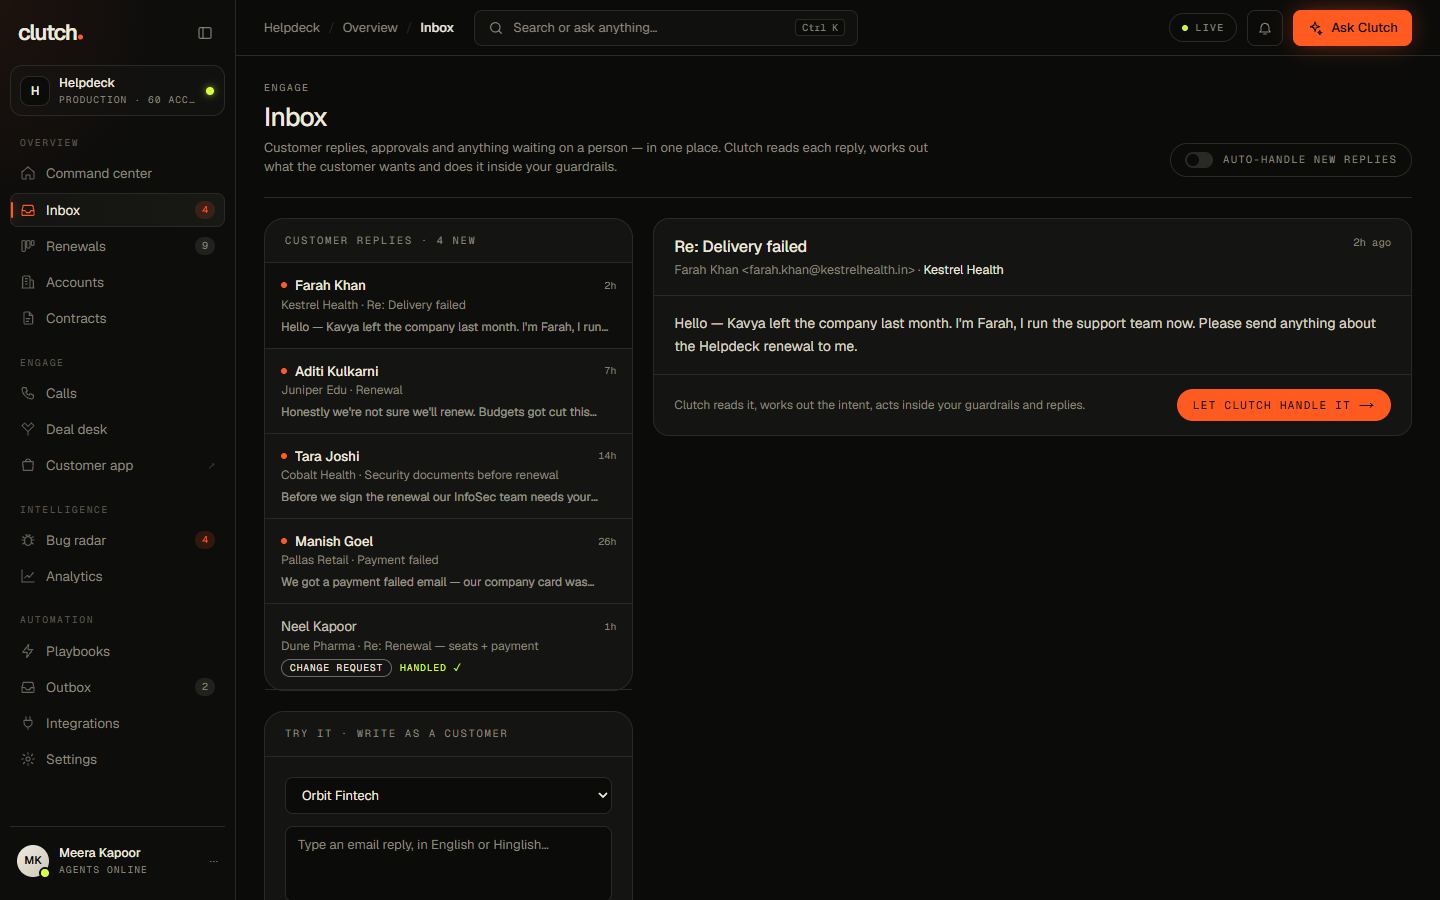 clutch.
H
Helpdeck
PRODUCTION · 60 ACC…
OVERVIEW
Command center
Inbox
4
Renewals
9
Accounts
Contracts
ENGAGE
Calls
Deal desk
Customer app
INTELLIGENCE
Bug radar
4
Analytics
AUTOMATION
Playbooks
Outbox
2
Integrations
Settings
MK
Meera Kapoor
AGENTS ONLINE
...
Helpdeck / Overview / Inbox
Search or ask anything…
Ctrl K
LIVE
Ask Clutch
ENGAGE
Inbox
Customer replies, approvals and anything waiting on a person — in one place. Clutch reads each reply, works out
what the customer wants and does it inside your guardrails.
AUTO-HANDLE NEW REPLIES
CUSTOMER REPLIES · 4 NEW
Farah Khan
2h
Kestrel Health · Re: Delivery failed
Hello — Kavya left the company last month. I'm Farah, I run…
Aditi Kulkarni
7h
Juniper Edu · Renewal
Honestly we're not sure we'll renew. Budgets got cut this…
Tara Joshi
14h
Cobalt Health · Security documents before renewal
Before we sign the renewal our InfoSec team needs your…
Manish Goel
26h
Pallas Retail · Payment failed
We got a payment failed email — our company card was…
Neel Kapoor
1h
Dune Pharma · Re: Renewal — seats + payment
CHANGE REQUEST
HANDLED ✓
TRY IT · WRITE AS A CUSTOMER
Orbit Fintech
Type an email reply, in English or Hinglish…
Re: Delivery failed
2h ago
Farah Khan <farah.khan@kestrelhealth.in> · Kestrel Health
Hello — Kavya left the company last month. I'm Farah, I run the support team now. Please send anything about
the Helpdeck renewal to me.
Clutch reads it, works out the intent, acts inside your guardrails and replies.
LET CLUTCH HANDLE IT →